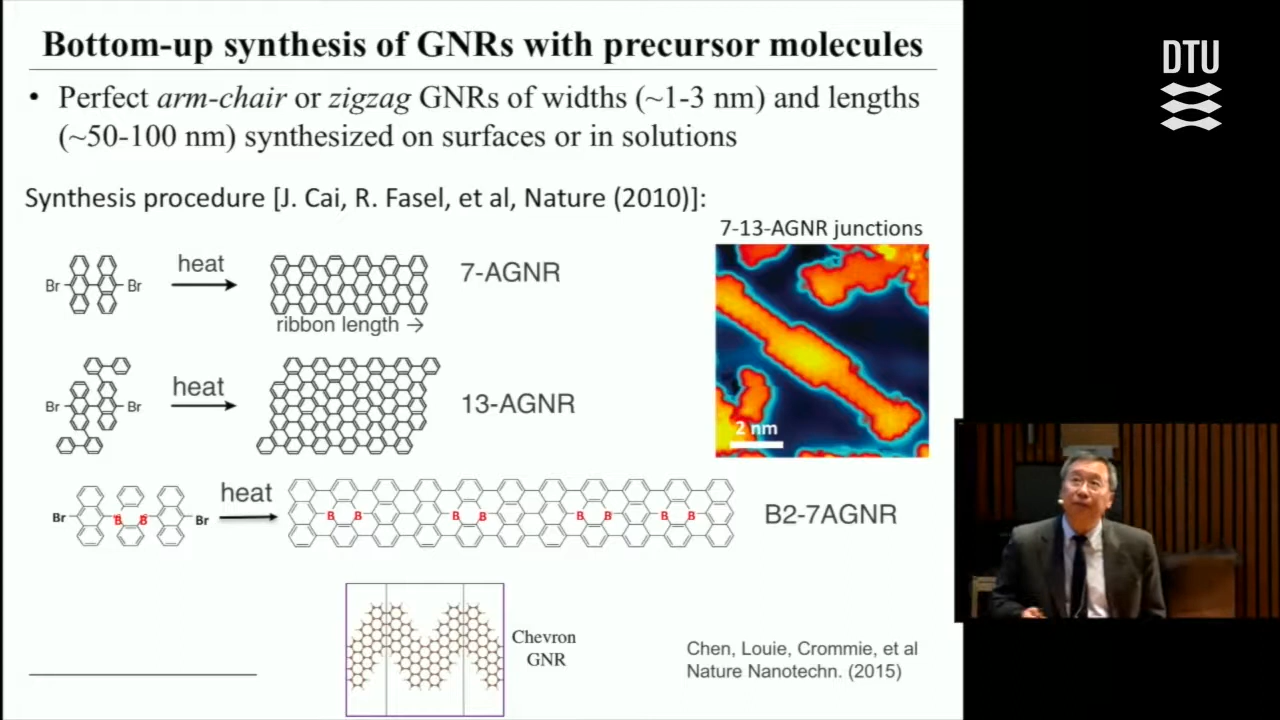 Bottom-up synthesis of GNRs with precursor molecules
DTU
• Perfect arm-chair or zigzag GNRs of widths (~1-3 nm) and lengths
(~50-100 nm) synthesized on surfaces or in solutions
Synthesis procedure [J. Cai, R. Fasel, et al, Nature (2010)]:
7-13-AGNR junctions
Br Br
heat
7-AGNR
ribbon length →
Br Br
heat
13-AGNR
2 nm
Br B B Br
heat
B B B B B B B B
B2-7AGNR
Chevron
GNR
Chen, Louie, Crommie, et al
Nature Nanotechn. (2015)